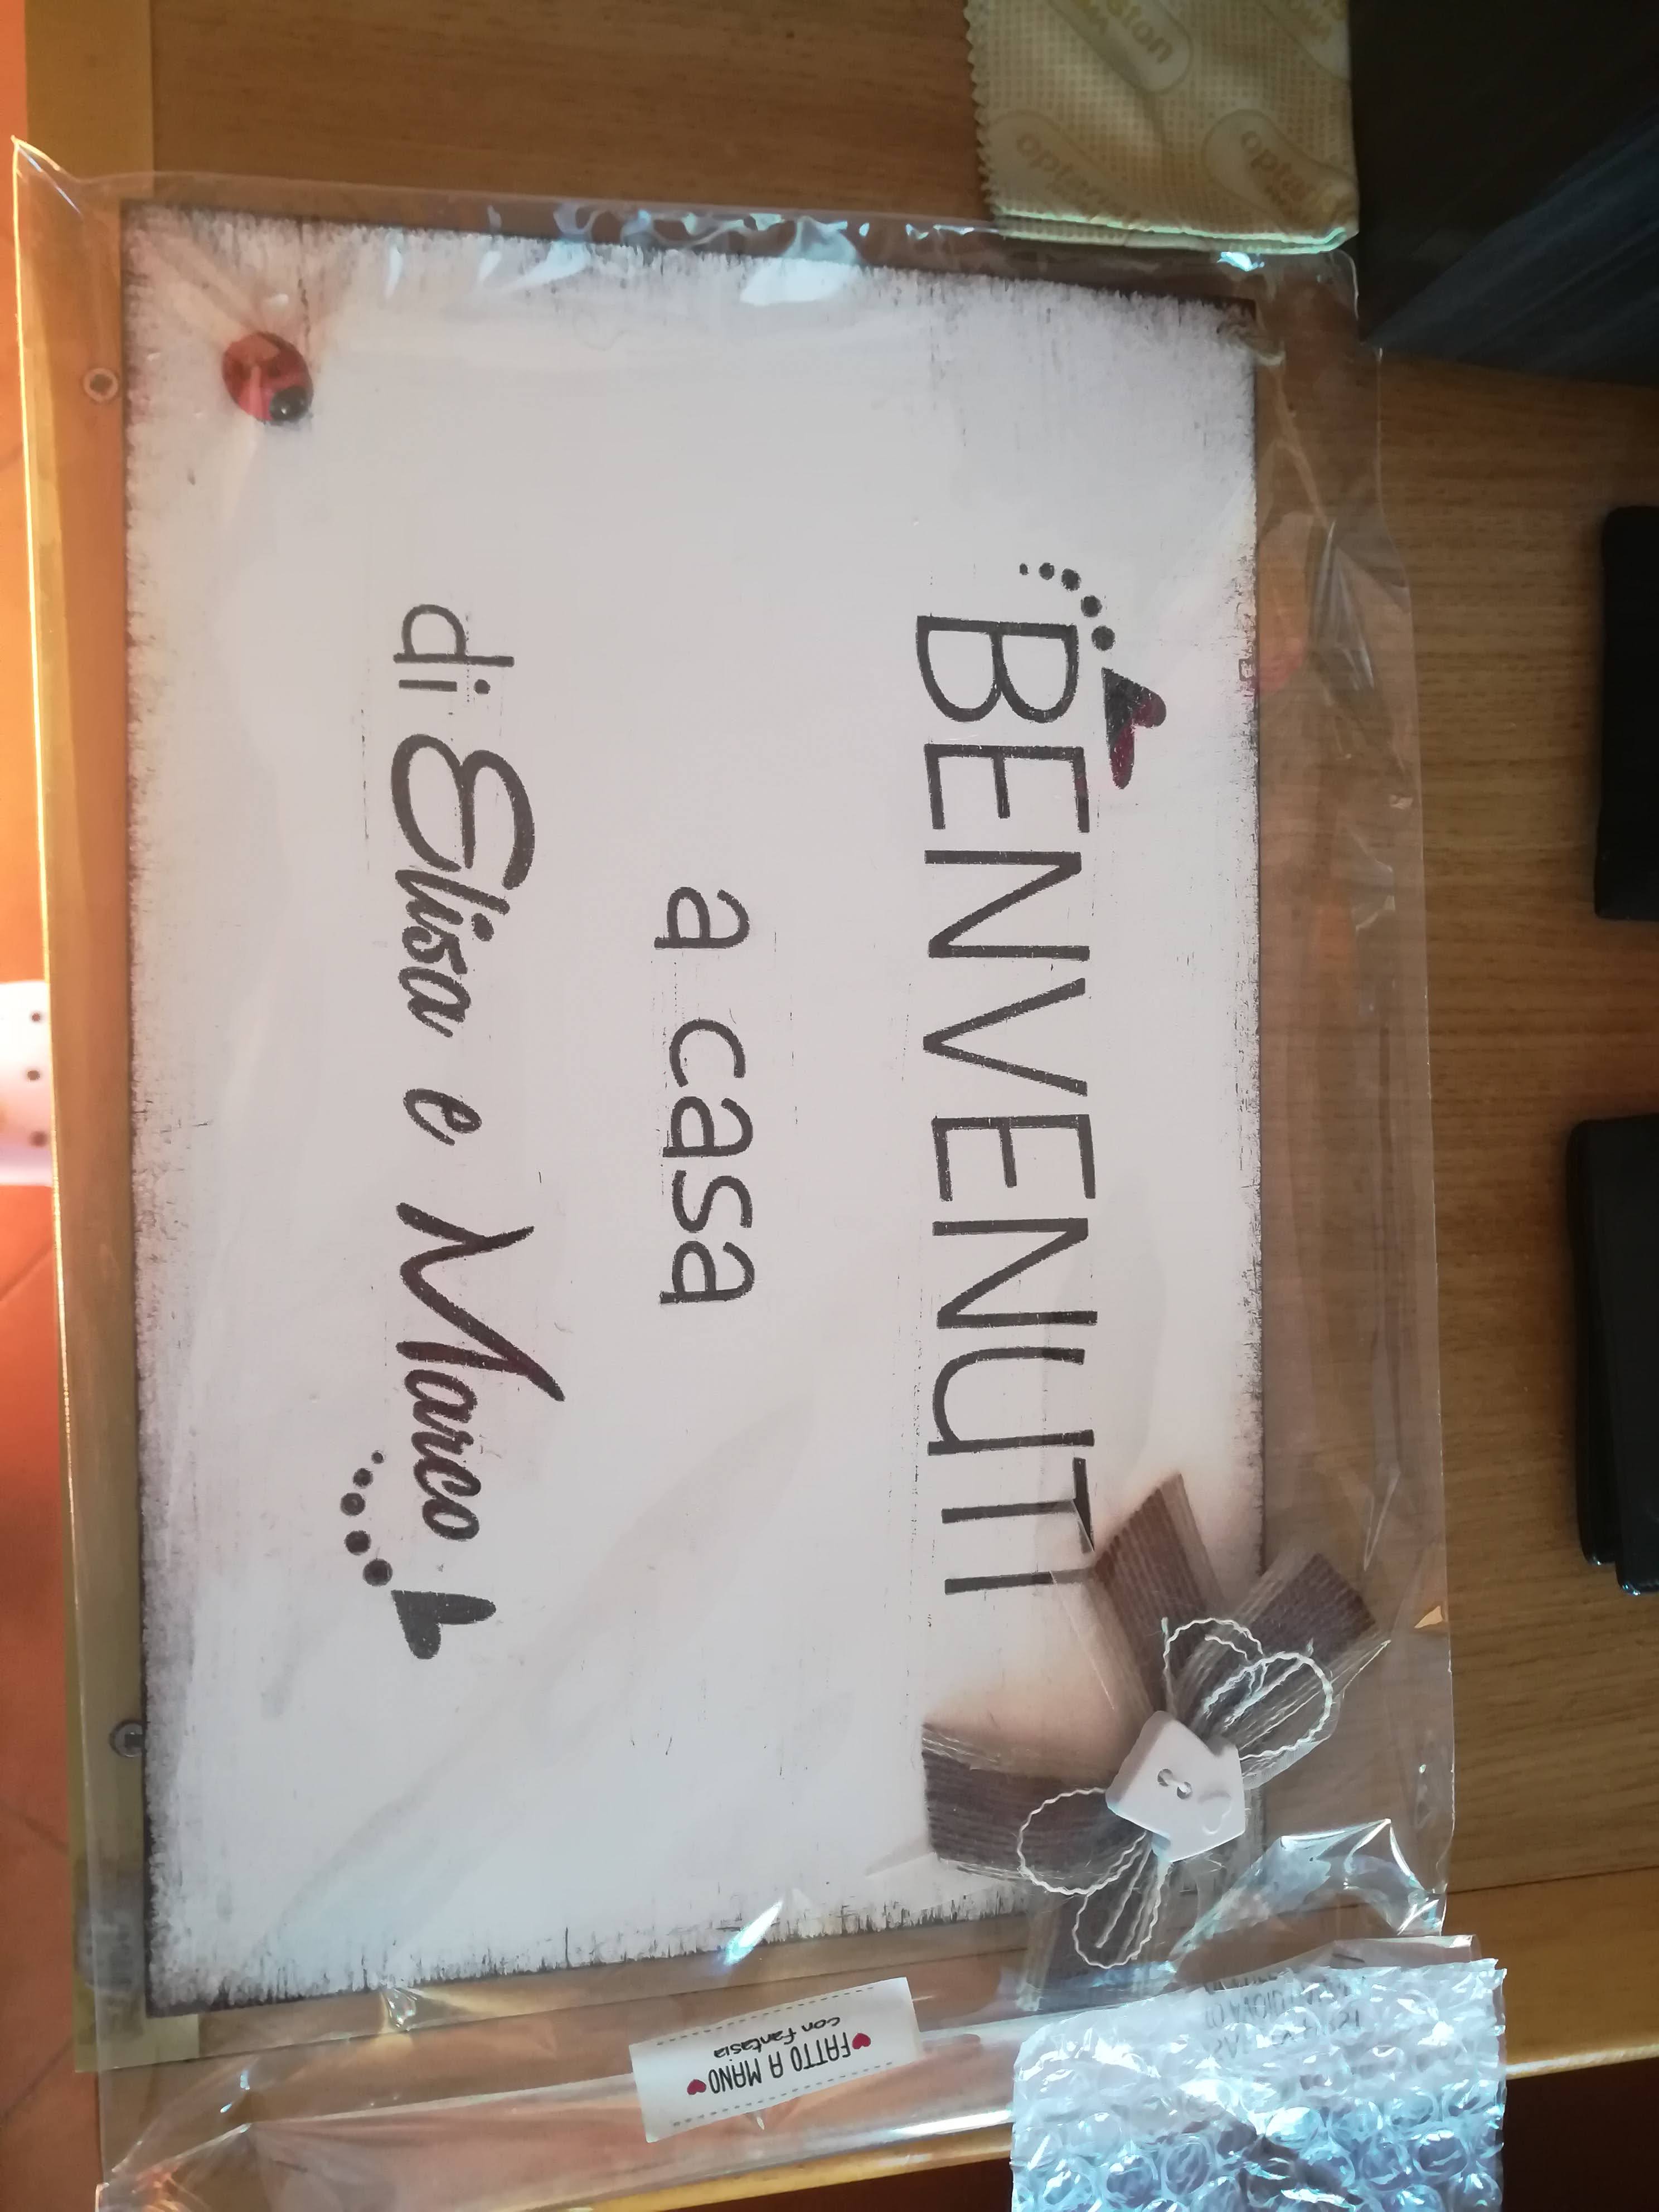 BENVENUTI
a casa
di Elisa e Marco
FATTO A MANO
con fantasia